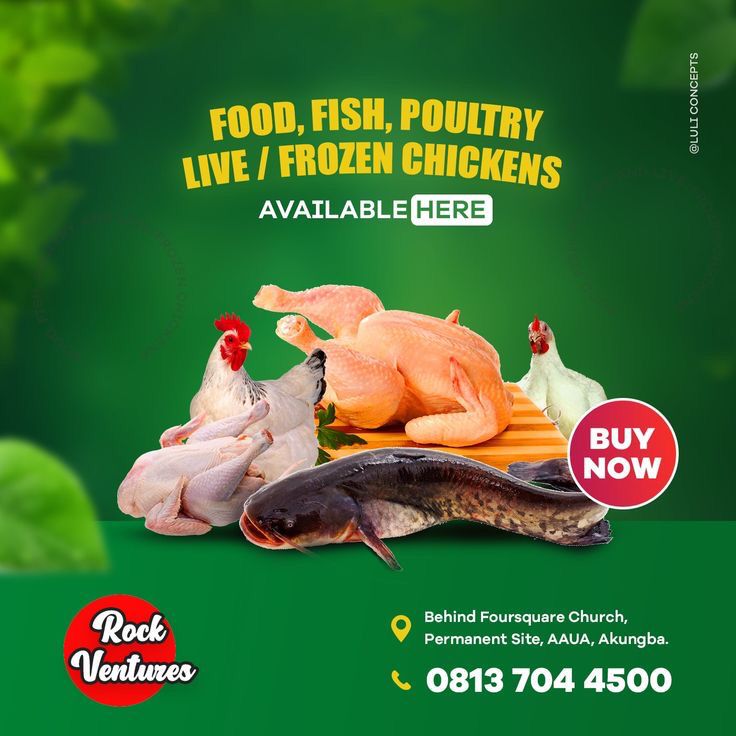 @LULI CONCEPTS
FOOD, FISH, POULTRY
LIVE / FROZEN CHICKENS
AVAILABLE HERE
BUY
NOW
Rock
Ventures
Behind Foursquare Church,
Permanent Site, AAUA, Akungba.
0813 704 4500